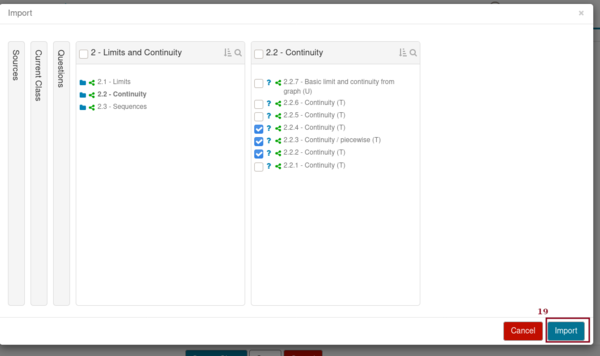 Import
×
Sources
Current Class
Questions
2 - Limits and Continuity
2.1 - Limits
2.2 - Continuity
2.3 - Sequences
2.2 - Continuity
? 2.2.7 - Basic limit and continuity from
graph (U)
? 2.2.6 - Continuity (T)
? 2.2.5 - Continuity (T)
? 2.2.4 - Continuity (T)
? 2.2.3 - Continuity / piecewise (T)
? 2.2.2 - Continuity (T)
? 2.2.1 - Continuity (T)
19
Cancel
Import